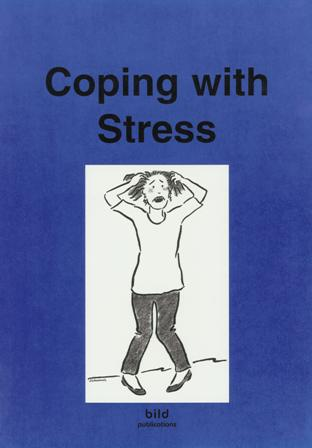 Coping with
Stress
bild
publications